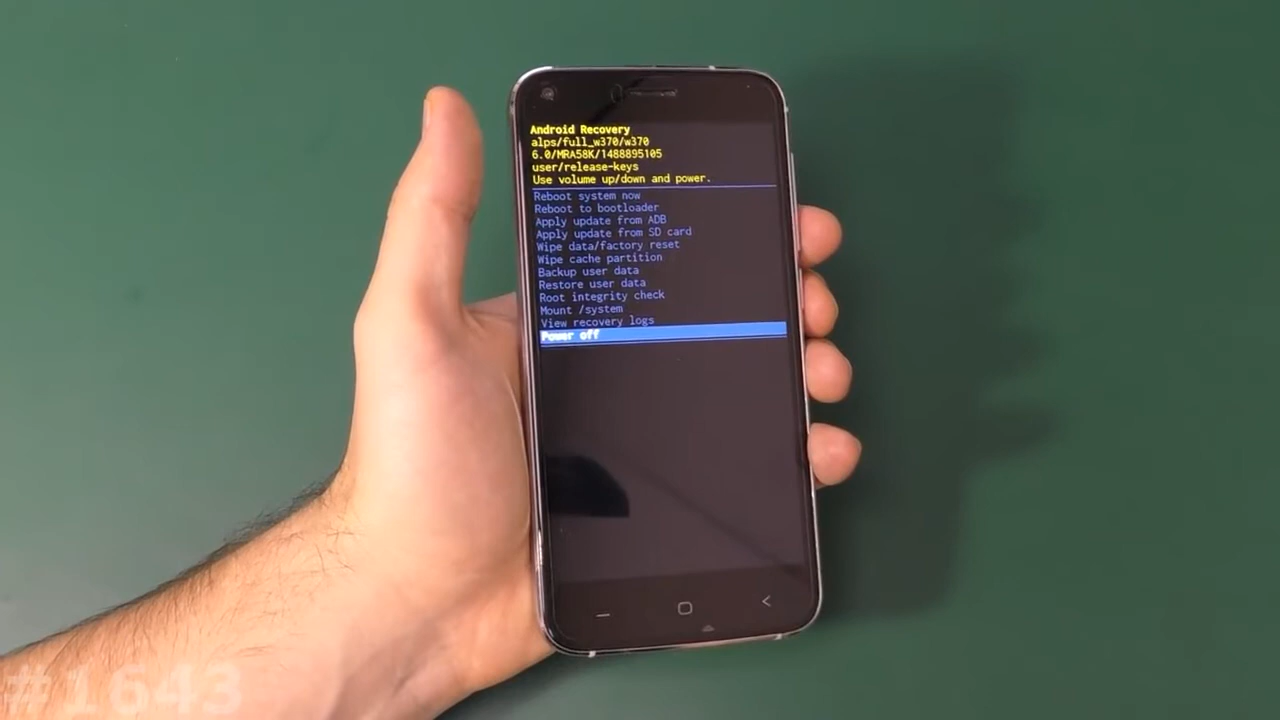 Android Recovery
alps/full_w370/w370
6.0/MRA58K/1488895105
user/release-keys
Use volume up/down and power.
Reboot system now
Reboot to bootloader
Apply update from ADB
Apply update from SD card
Wipe data/factory reset
Wipe cache partition
Backup user data
Restore user data
Root integrity check
Mount /system
View recovery logs
Power off
#1643